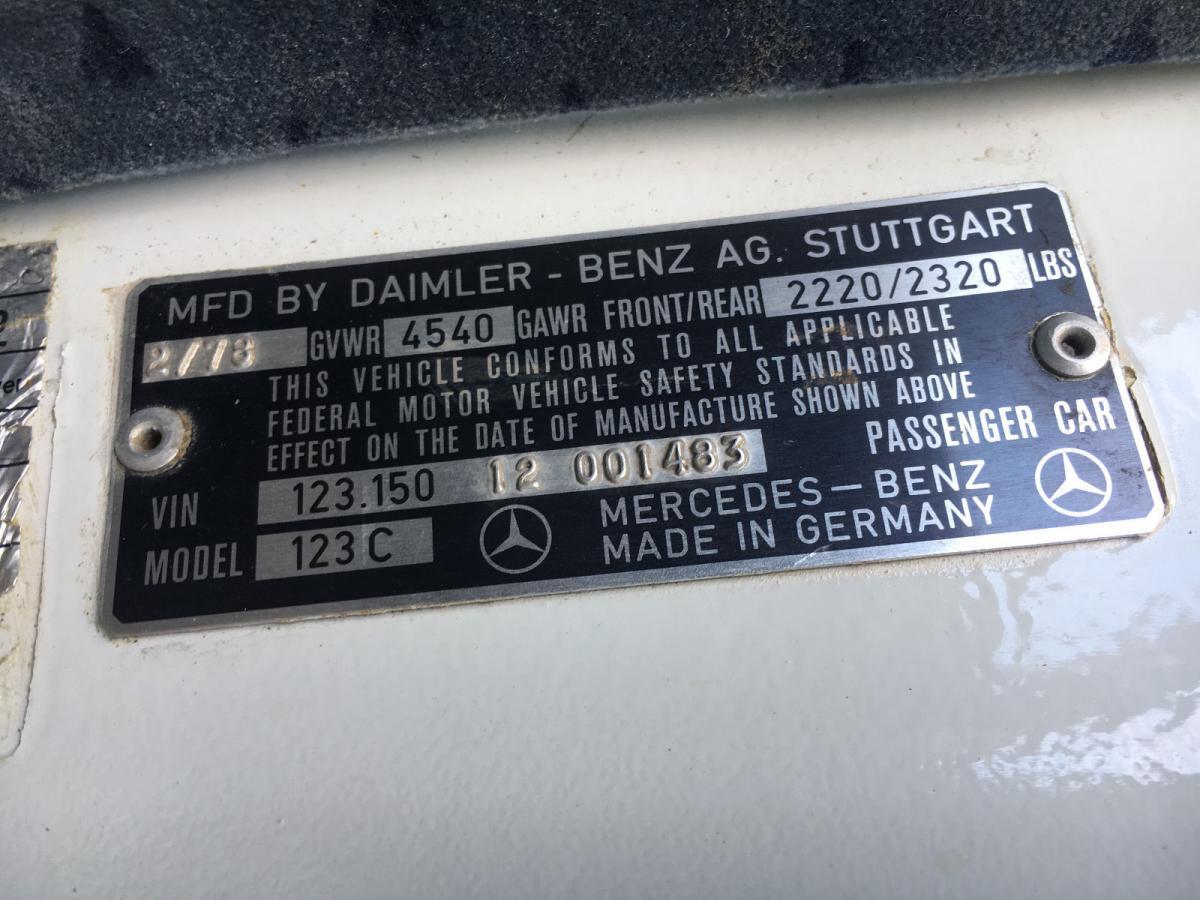 MFD BY DAIMLER - BENZ AG. STUTTGART
2/78 GVWR 4540 GAWR FRONT/REAR 2220/2320 LBS
THIS VEHICLE CONFORMS TO ALL APPLICABLE
FEDERAL MOTOR VEHICLE SAFETY STANDARDS IN
EFFECT ON THE DATE OF MANUFACTURE SHOWN ABOVE
VIN 123.150 12 001483 PASSENGER CAR
MODEL 123 C MERCEDES-BENZ
MADE IN GERMANY